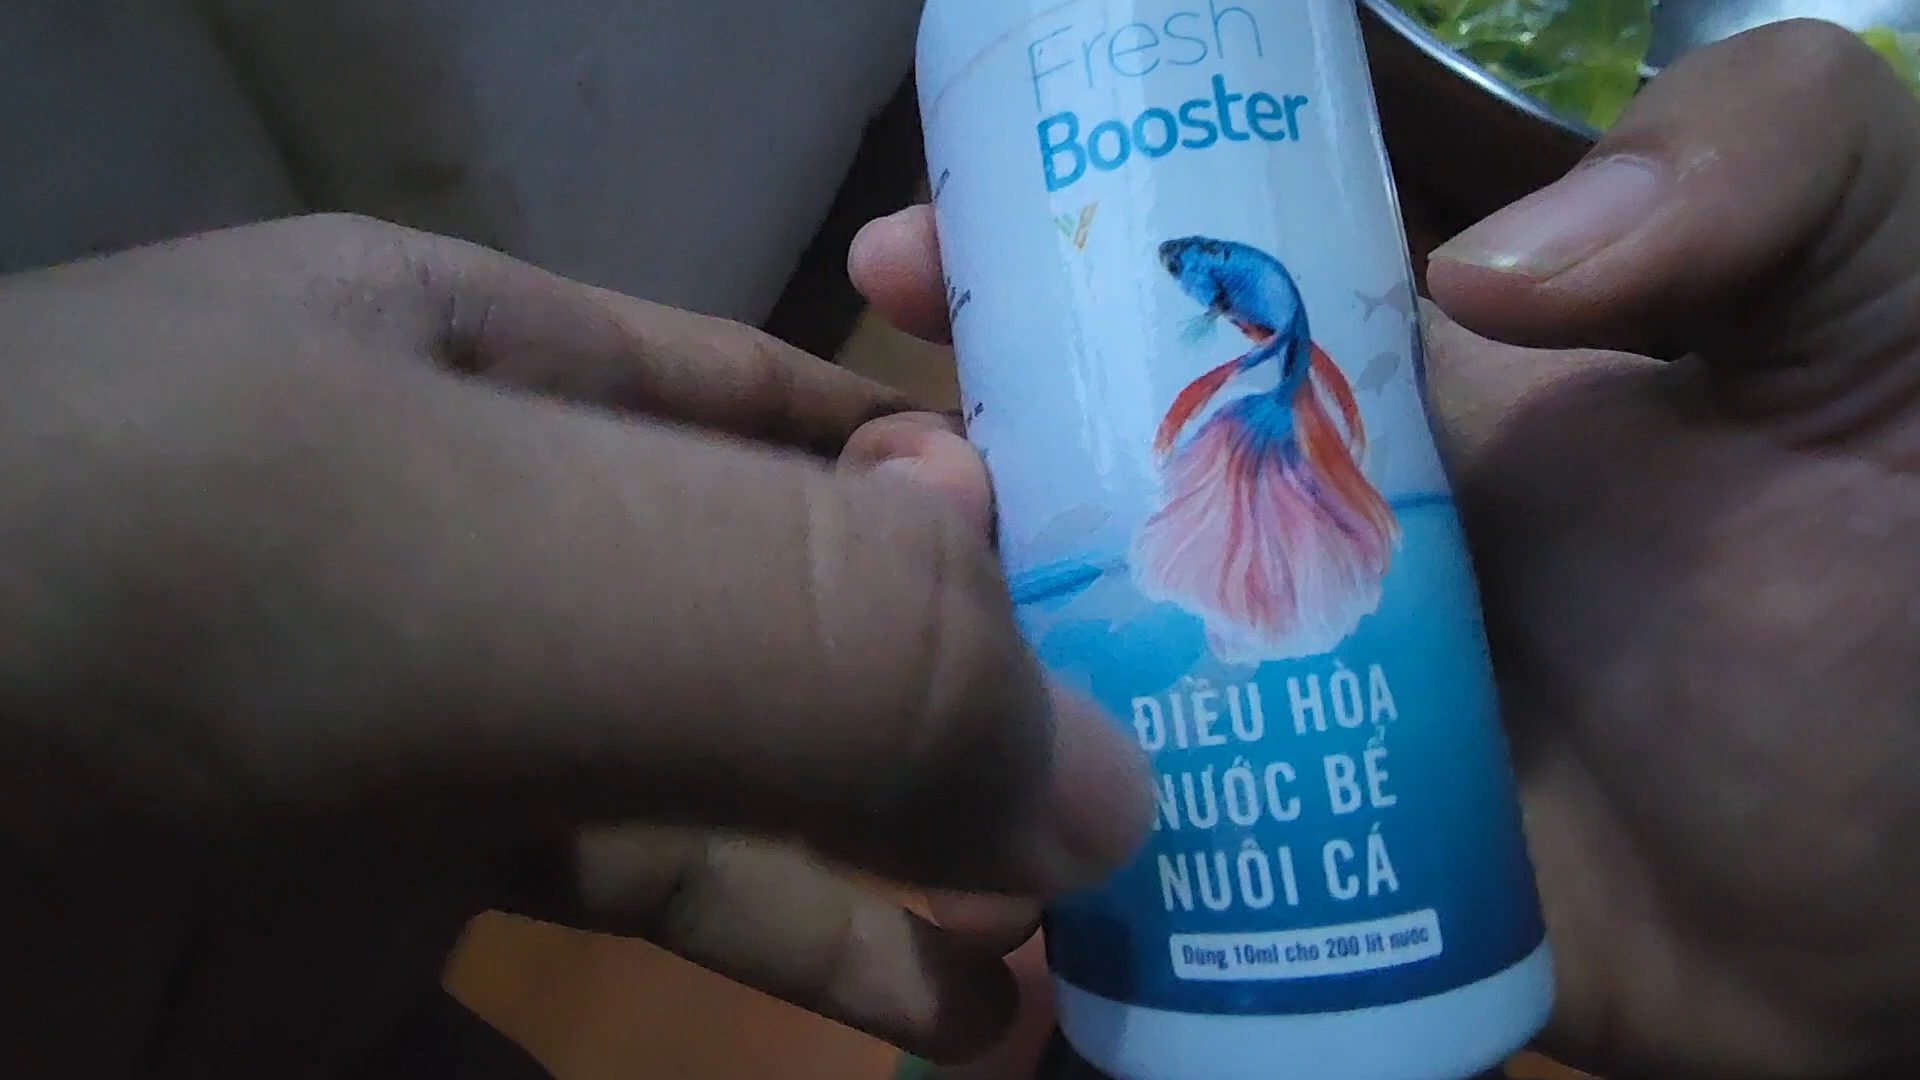 Fresh
Booster
ĐIỀU HÒA
NƯỚC BỂ
NUÔI CÁ
Dùng 10ml cho 200 lít nước